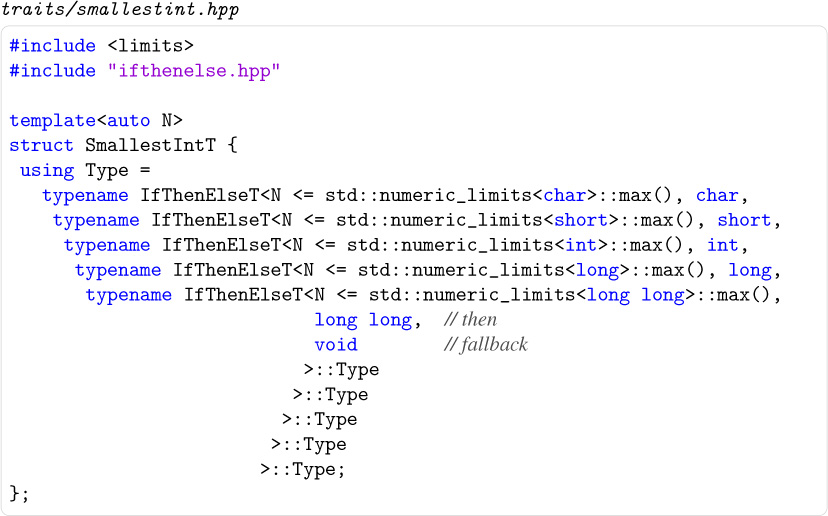 traits/smallestint.hpp
#include <limits>
#include "ifthenelse.hpp"
template<auto N>
struct SmallestIntT {
using Type =
typename IfThenElseT<N <= std::numeric_limits<char>::max(), char,
typename IfThenElseT<N <= std::numeric_limits<short>::max(), short,
typename IfThenElseT<N <= std::numeric_limits<int>::max(), int,
typename IfThenElseT<N <= std::numeric_limits<long>::max(), long,
typename IfThenElseT<N <= std::numeric_limits<long long>::max(),
long long, // then
void // fallback
>::Type
>::Type
>::Type
>::Type
>::Type;
};